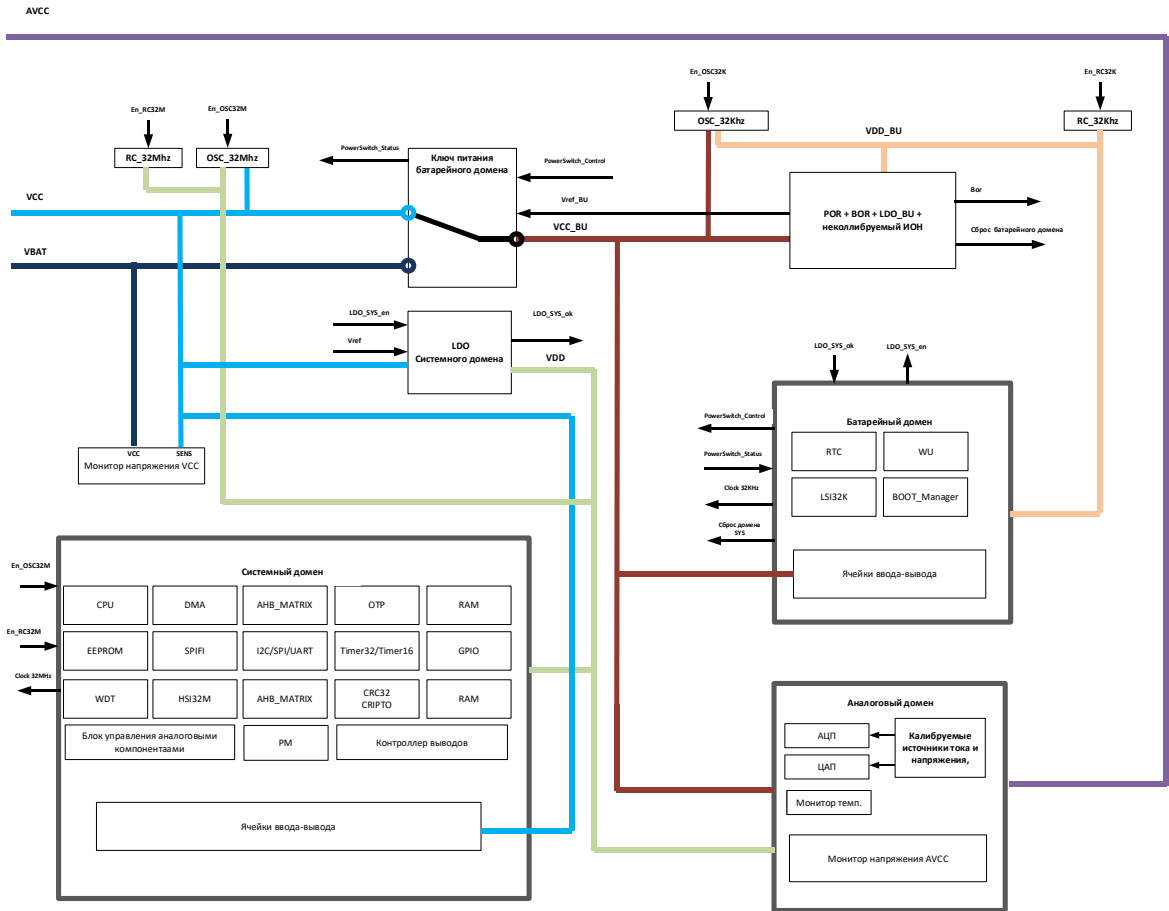 AVCC
En_OSC32K
En_RC32K
En_RC32M
En_OSC32M
OSC_32Khz
RC_32Khz
VDD_BU
PowerSwitch_Status
Ключ питания
батарейного домена
PowerSwitch_Control
RC_32Mhz
OSC_32Mhz
VCC
Vref_BU
VCC_BU
POR + BOR + LDO_BU +
неколлибруемый ИОН
Bor
Сброс батарейного домена
VBAT
LDO_SYS_en
Vref
LDO
Системного домена
LDO_SYS_ok
VDD
LDO_SYS_ok
LDO_SYS_en
VCC
SENS
Монитор напряжения VCC
PowerSwitch_Control
PowerSwitch_Status
Clock 32KHz
Сброс домена
SYS
Батарейный домен
RTC
WU
LSI32K
BOOT_Manager
Ячейки ввода-вывода
En_OSC32M
En_RC32M
Clock 32MHz
Системный домен
CPU
DMA
AHB_MATRIX
OTP
RAM
EEPROM
SPIFI
I2C/SPI/UART
Timer32/Timer16
GPIO
WDT
HSI32M
AHB_MATRIX
CRC32
CRIPTO
RAM
Блок управления аналоговыми
компонентаами
PM
Контроллер выводов
Ячейки ввода-вывода
Аналоговый домен
АЦП
ЦАП
Калибруемые
источники тока и
напряжения,
Монитор темп.
Монитор напряжения AVCC